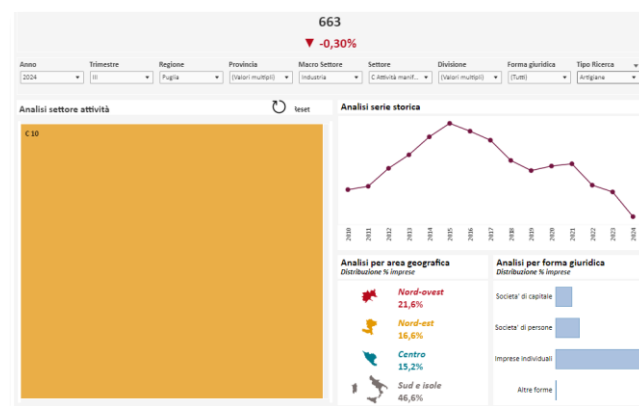 663
▼ -0,30%
Anno Trimestre Regione Provincia Macro Settore Settore Divisione Forma giuridica Tipo Ricerca
2024 III Puglia (Valori multipli) Industria C Attività manif... (Valori multipli) (Tutti) Artigiane
Analisi settore attività Reset
C 10
Analisi serie storica
2010 2011 2012 2013 2014 2015 2016 2017 2018 2019 2020 2021 2022 2023 2024
Analisi per area geografica
Distribuzione % imprese
Nord-ovest
21,6%
Nord-est
16,6%
Centro
15,2%
Sud e isole
46,6%
Analisi per forma giuridica
Distribuzione % imprese
Societa' di capitale
Societa' di persone
Imprese individuali
Altre forme